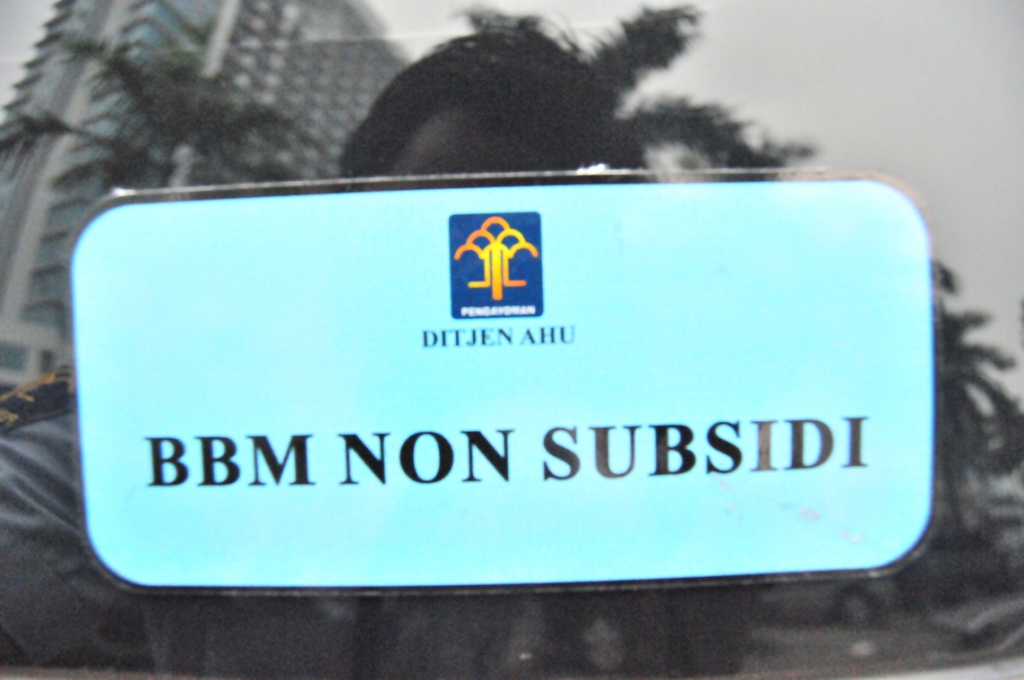 PENGAYOMAN
DITJEN AHU
BBM NON SUBSIDI